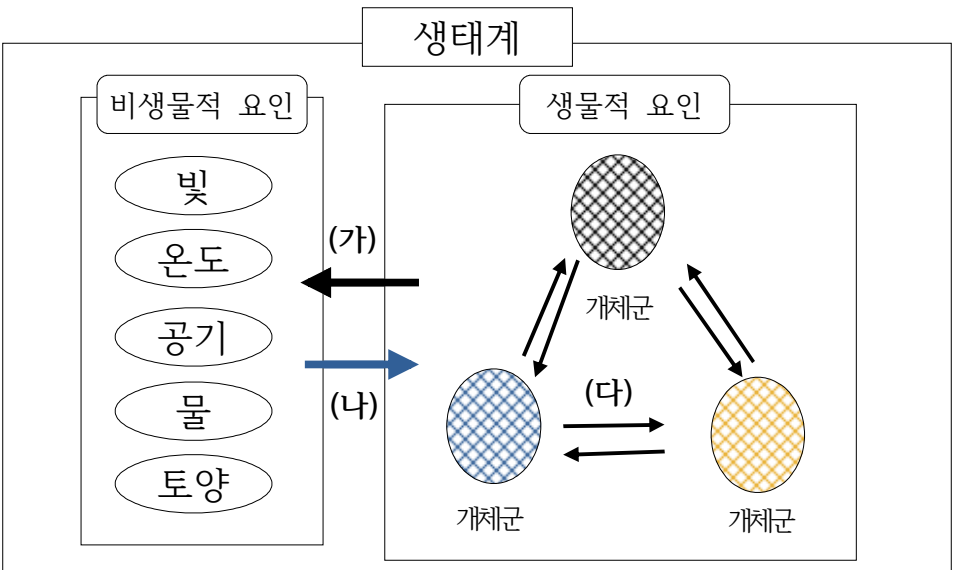 생태계
비생물적 요인
생물적 요인
빛
온도
공기
물
토양
(가)
(나)
개체군
(다)
개체군
개체군